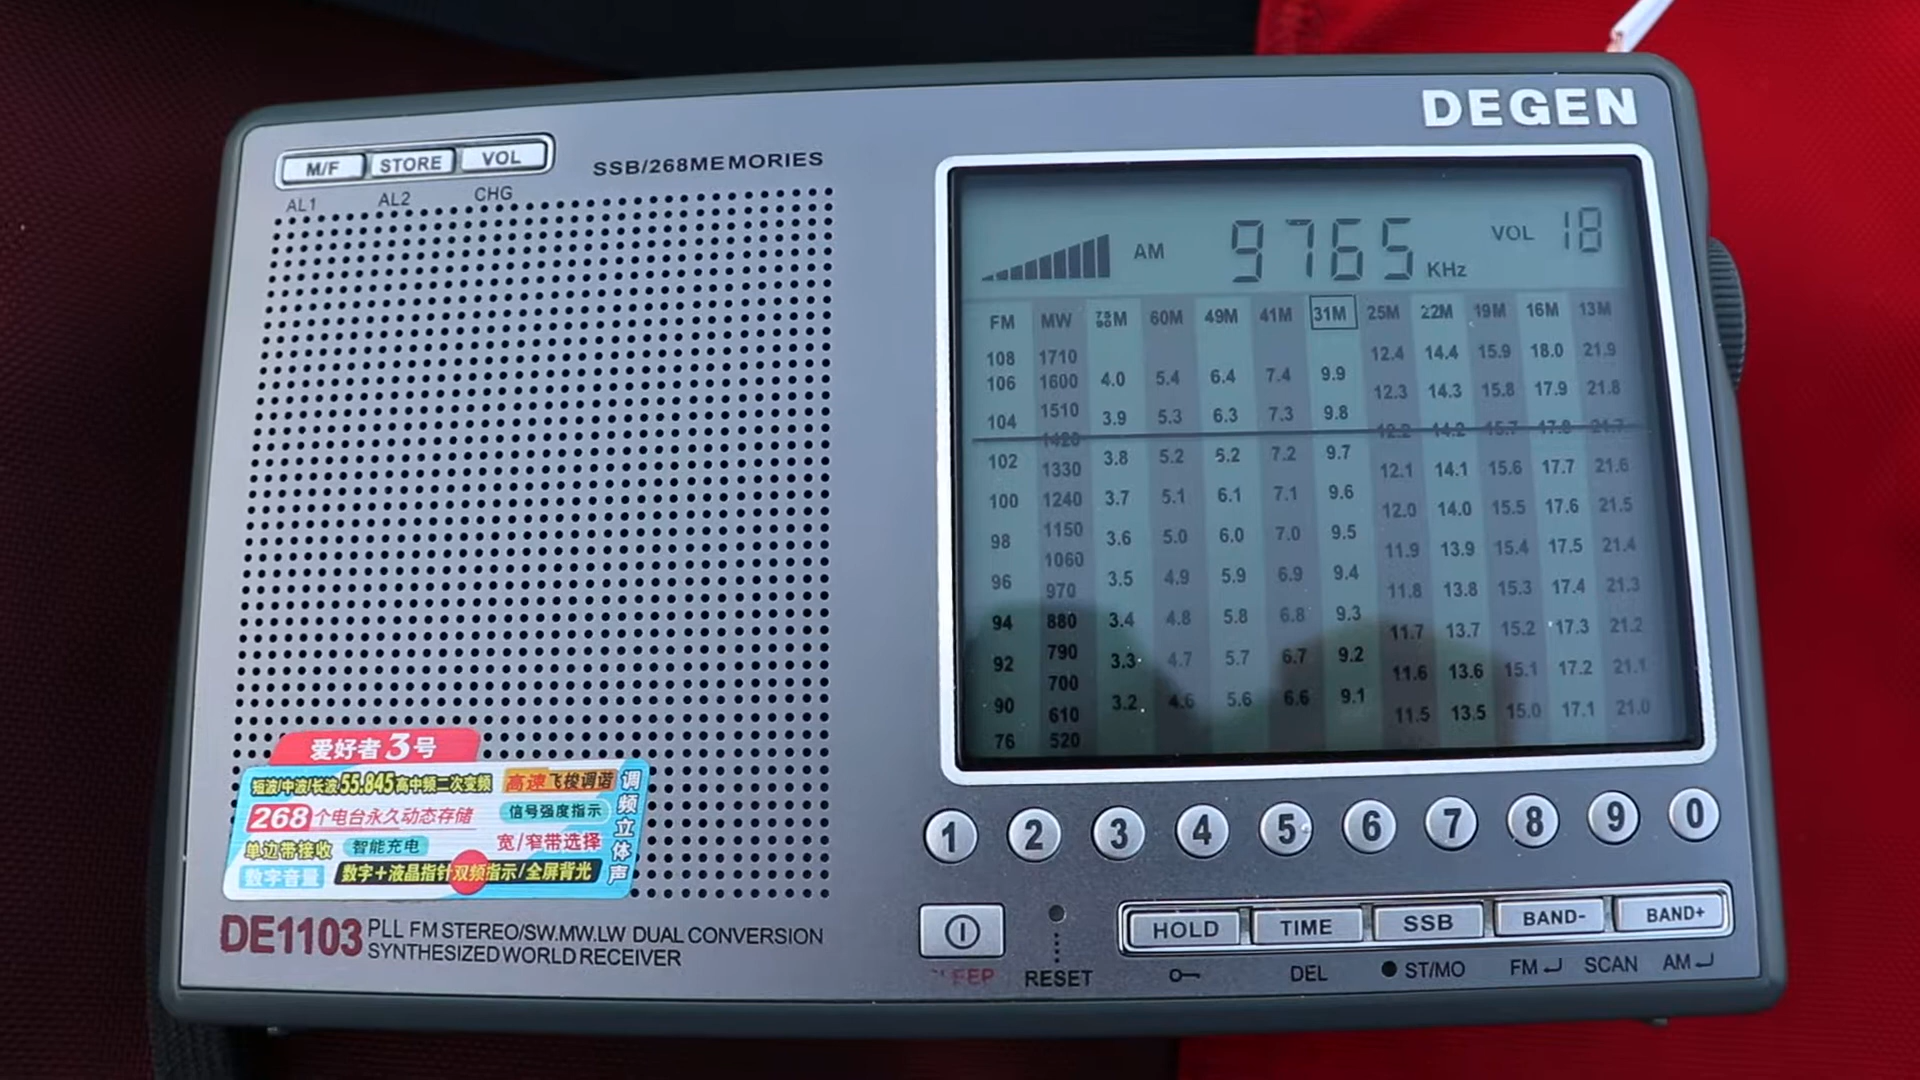 DEGEN
M/F STORE VOL
AL1 AL2 CHG
SSB/268MEMORIES
AM 9765 KHz VOL 18
FM MW 75 90 M 60M 49M 41M 31M 25M 22M 19M 16M 13M
108 1710 12.4 14.4 15.9 18.0 21.9
106 1600 4.0 5.4 6.4 7.4 9.9 12.3 14.3 15.8 17.9 21.8
104 1510 3.9 5.3 6.3 7.3 9.8
1420 12.2 14.2 15.7 17.8 21.7
102 1330 3.8 5.2 5.2 7.2 9.7 12.1 14.1 15.6 17.7 21.6
100 1240 3.7 5.1 6.1 7.1 9.6 12.0 14.0 15.5 17.6 21.5
98 1150 3.6 5.0 6.0 7.0 9.5 11.9 13.9 15.4 17.5 21.4
1060
96 970 3.5 4.9 5.9 6.9 9.4 11.8 13.8 15.3 17.4 21.3
94 880 3.4 4.8 5.8 6.8 9.3 11.7 13.7 15.2 17.3 21.2
92 790 3.3 4.7 5.7 6.7 9.2 11.6 13.6 15.1 17.2 21.1
700
90 610 3.2 4.6 5.6 6.6 9.1 11.5 13.5 15.0 17.1 21.0
76 520
爱好者3号
短波/中波/长波55.845高中频二次变频 高速飞梭调谐
268个电台永久动态存储 信号强度指示
单边带接收 智能充电 宽/窄带选择
数字音量 数字+液晶指针双频指示/全屏背光
调频立体声
DE1103 PLL FM STEREO/SW.MW.LW DUAL CONVERSION
SYNTHESIZED WORLD RECEIVER
1 2 3 4 5 6 7 8 9 0
HOLD TIME SSB BAND- BAND+
SLEEP RESET DEL ST/MO FM SCAN AM